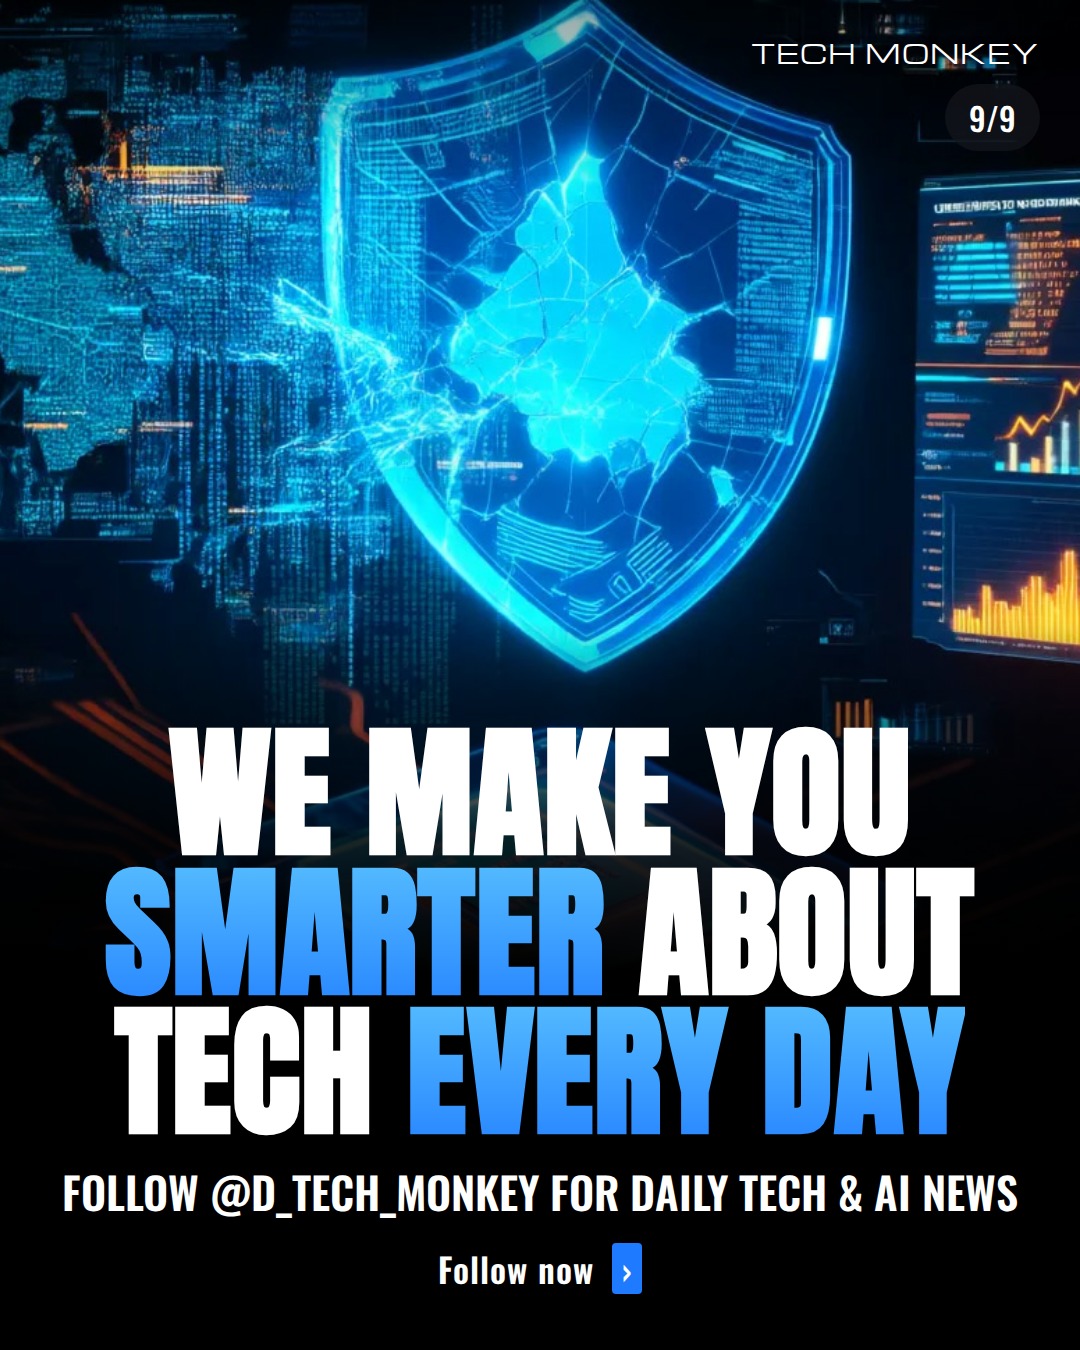 TECH MONKEY
9/9
WE MAKE YOU
SMARTER ABOUT
TECH EVERY DAY
FOLLOW @D_TECH_MONKEY FOR DAILY TECH & AI NEWS
Follow now ›